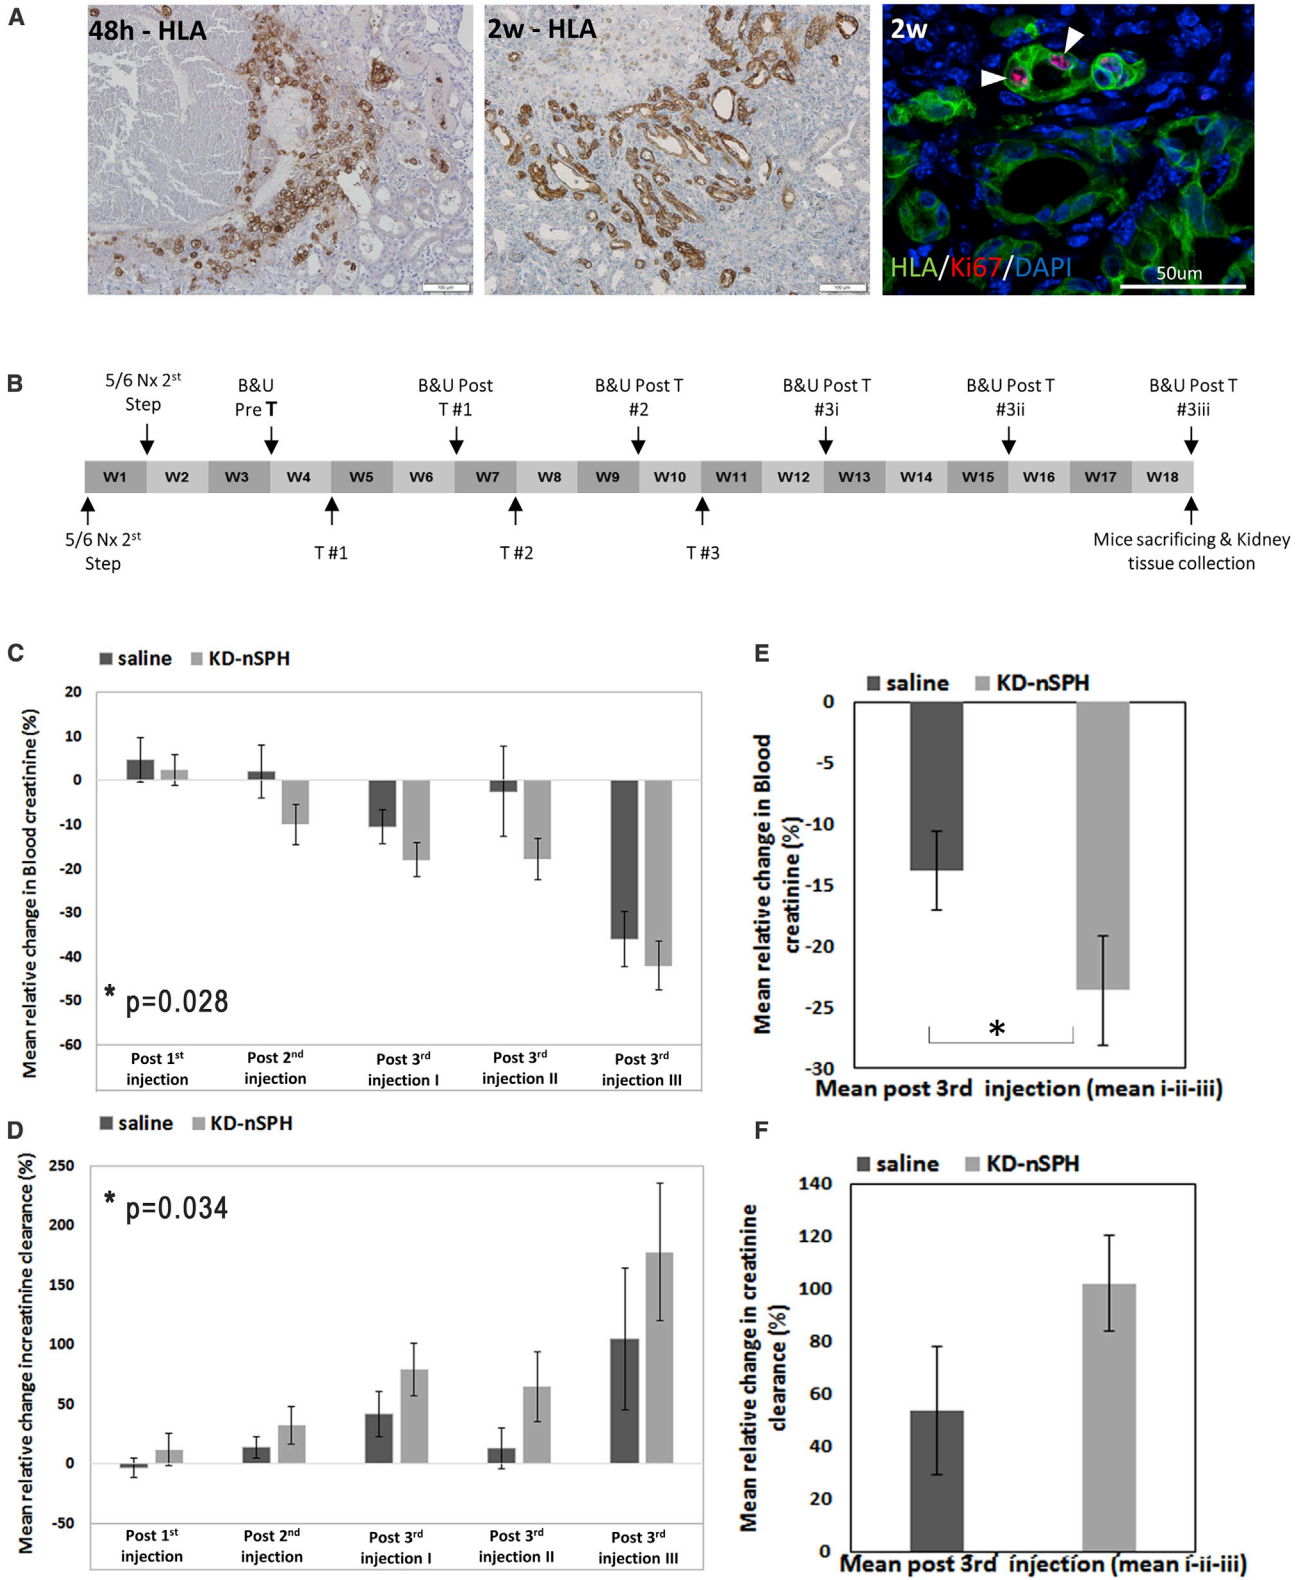 A
48h - HLA
100 µm
2w - HLA
100 µm
2w
HLA/Ki67/DAPI
50um
B
5/6 Nx 2st
Step
B&U
Pre T
B&U Post
T #1
B&U Post T
#2
B&U Post T
#3i
B&U Post T
#3ii
B&U Post T
#3iii
W1 W2 W3 W4 W5 W6 W7 W8 W9 W10 W11 W12 W13 W14 W15 W16 W17 W18
5/6 Nx 2st
Step
T #1
T #2
T #3
Mice sacrificing & Kidney
tissue collection
C
saline KD-nSPH
Mean relative change in Blood creatinine (%)
20
10
0
-10
-20
-30
-40
-50
-60
* p=0.028
Post 1st
injection
Post 2nd
injection
Post 3rd
injection I
Post 3rd
injection II
Post 3rd
injection III
D
saline KD-nSPH
Mean relative change increatinine clearance (%)
250
200
150
100
50
0
-50
* p=0.034
Post 1st
injection
Post 2nd
injection
Post 3rd
injection I
Post 3rd
injection II
Post 3rd
injection III
E
saline KD-nSPH
Mean relative change in Blood
creatinine (%)
0
-5
-10
-15
-20
-25
-30
*
Mean post 3rd injection (mean i-ii-iii)
F
saline KD-nSPH
Mean relative change in creatinine
clearance (%)
140
120
100
80
60
40
20
0
Mean post 3rd injection (mean i-ii-iii)